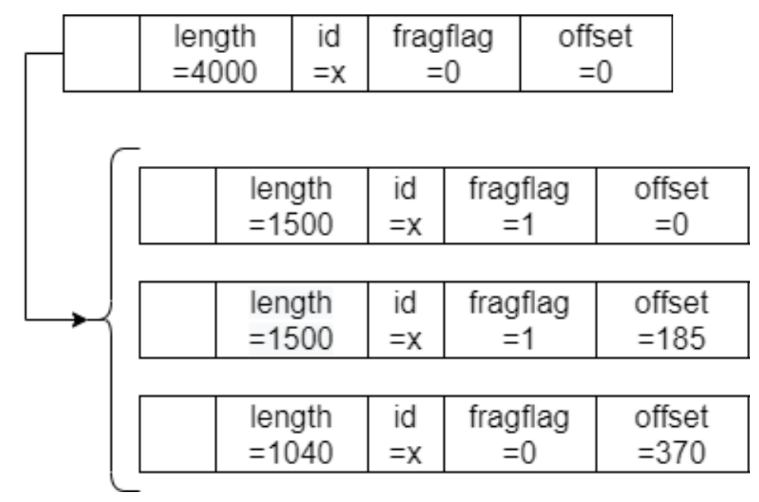 length id fragflag offset
=4000 =x =0 =0
length id fragflag offset
=1500 =x =1 =0
length id fragflag offset
=1500 =x =1 =185
length id fragflag offset
=1040 =x =0 =370